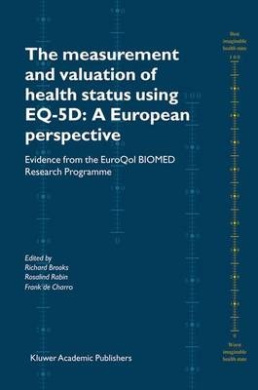 The measurement
and valuation of
health status using
EQ-5D: A European
perspective
Evidence from the EuroQol BIOMED
Research Programme
Edited by
Richard Brooks
Rosalind Rabin
Frank de Charro
Kluwer Academic Publishers
Best
imaginable
health state
100
0
Worst
imaginable
health state